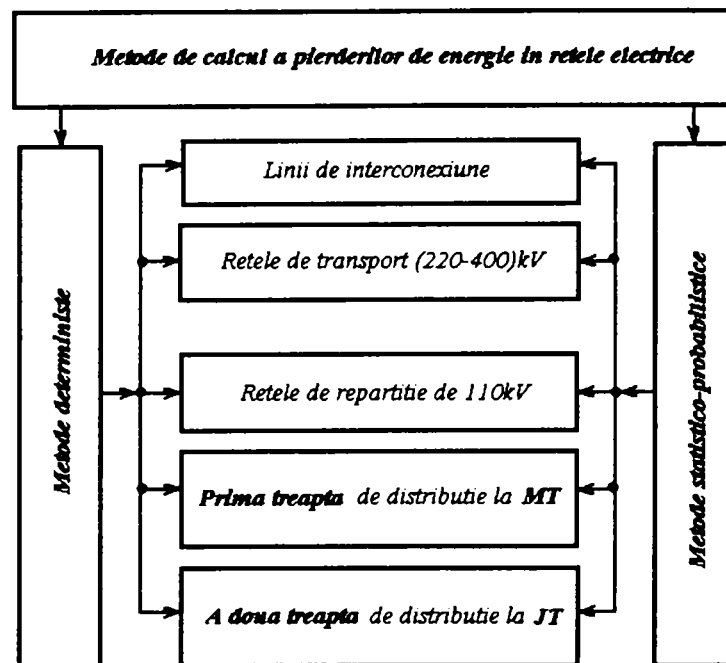 Metode de calcul a pierderilor de energie in retele electrice
Metode deterministe
Linii de interconexiune
Retele de transport (220-400)kV
Retele de repartitie de 110kV
Prima treapta de distributie la MT
A doua treapta de distributie la JT
Metode statistico-probabilistice